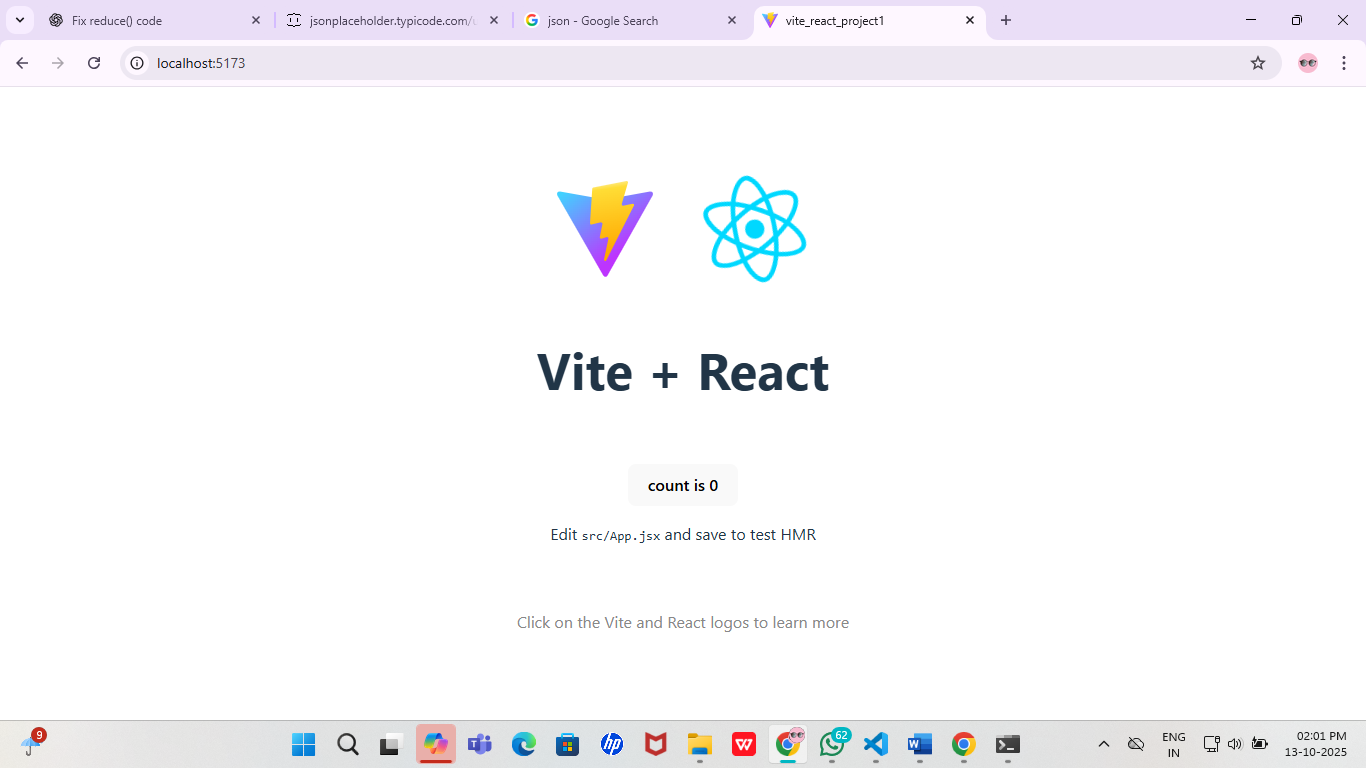 Fix reduce() code
jsonplaceholder.typicode.com/u
json - Google Search
vite_react_project1
localhost:5173
Vite + React
count is 0
Edit src/App.jsx and save to test HMR
Click on the Vite and React logos to learn more
9
62
ENG
IN
02:01 PM
13-10-2025